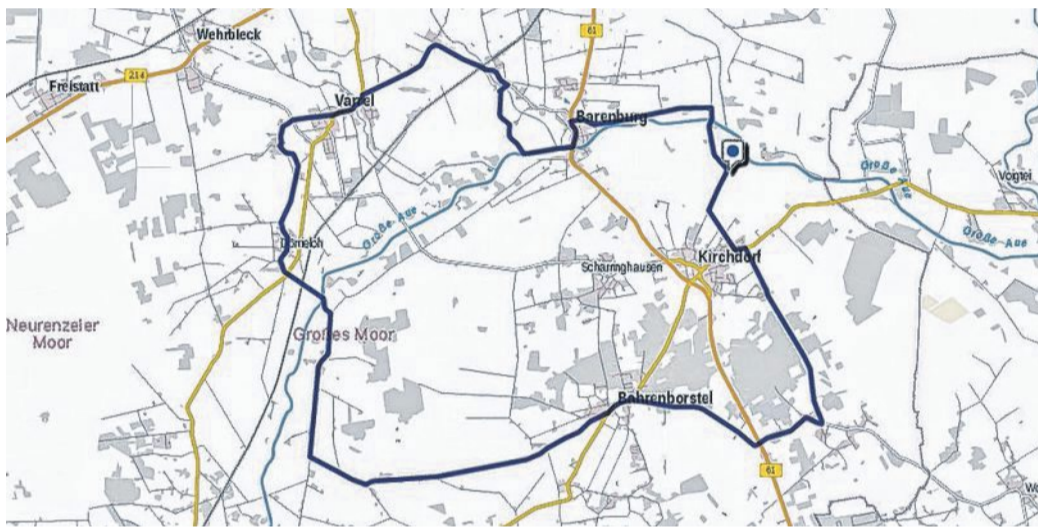 Wehrbleck
61
214
Freistatt
Varrel
Barenburg
Große Aue
Voigtei
Große-Aue
Große-Aue
Dörrieloh
Kirchdorf
Scharringhausen
Neurenzeler
Moor
Großes Moor
Bahrenborstel
61